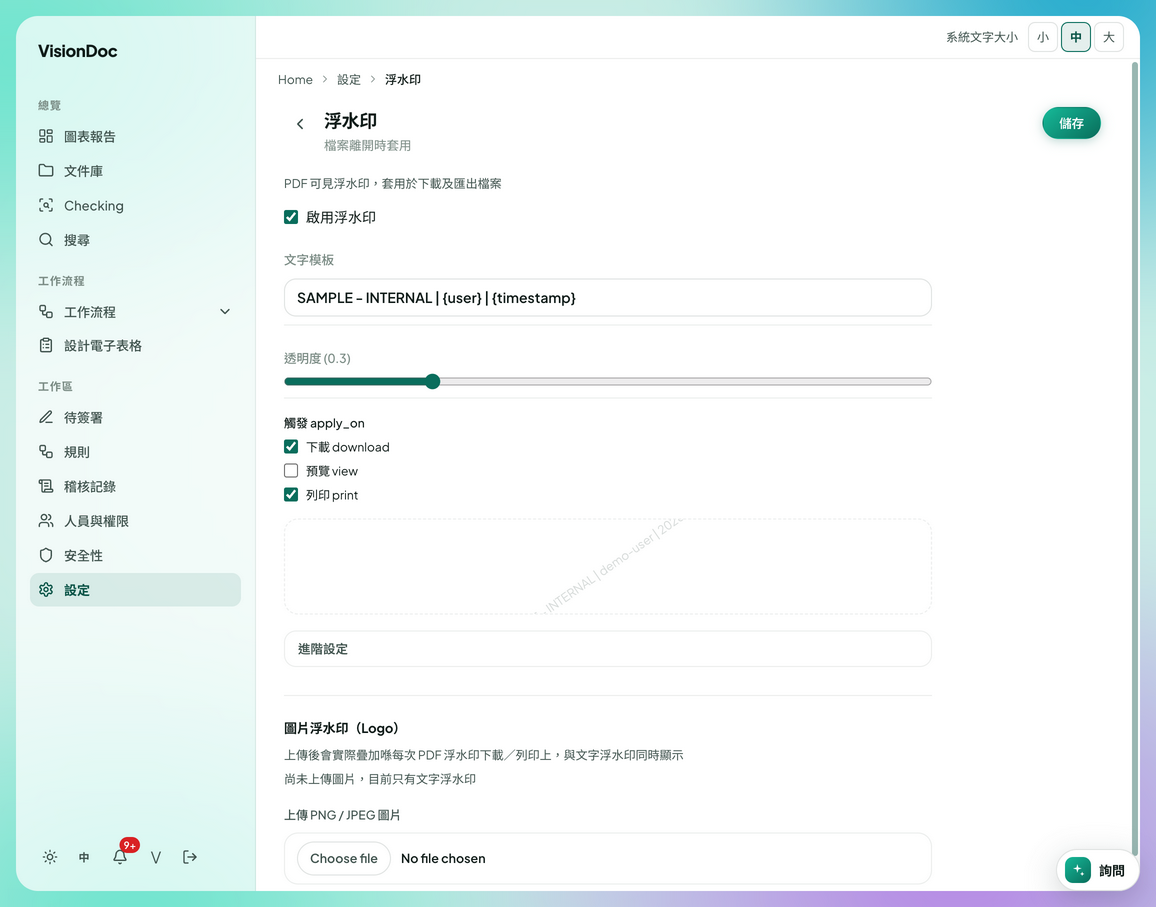 VisionDoc
系統文字大小 小 中 大
總覽
圖表報告
文件庫
Checking
搜尋
工作流程
工作流程
設計電子表格
工作區
待簽署
規則
稽核記錄
人員與權限
安全性
設定
中 9+ V
Home > 設定 > 浮水印
浮水印
檔案離開時套用
儲存
PDF 可見浮水印，套用於下載及匯出檔案
啟用浮水印
文字模板
SAMPLE – INTERNAL | {user} | {timestamp}
透明度 (0.3)
觸發 apply_on
下載 download
預覽 view
列印 print
INTERNAL | demo-user |
進階設定
圖片浮水印（Logo）
上傳後會實際疊加喺每次 PDF 浮水印下載／列印上，與文字浮水印同時顯示
尚未上傳圖片，目前只有文字浮水印
上傳 PNG / JPEG 圖片
Choose file No file chosen
詢問